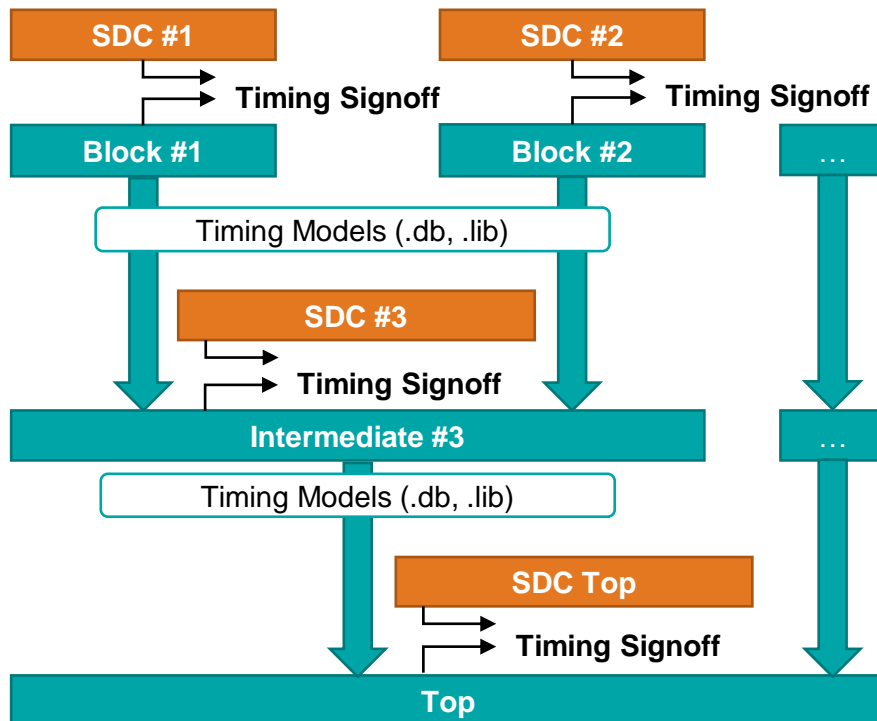 SDC #1
SDC #2
Timing Signoff
Timing Signoff
Block #1
Block #2
...
Timing Models (.db, .lib)
SDC #3
Timing Signoff
Intermediate #3
...
Timing Models (.db, .lib)
SDC Top
Timing Signoff
Top